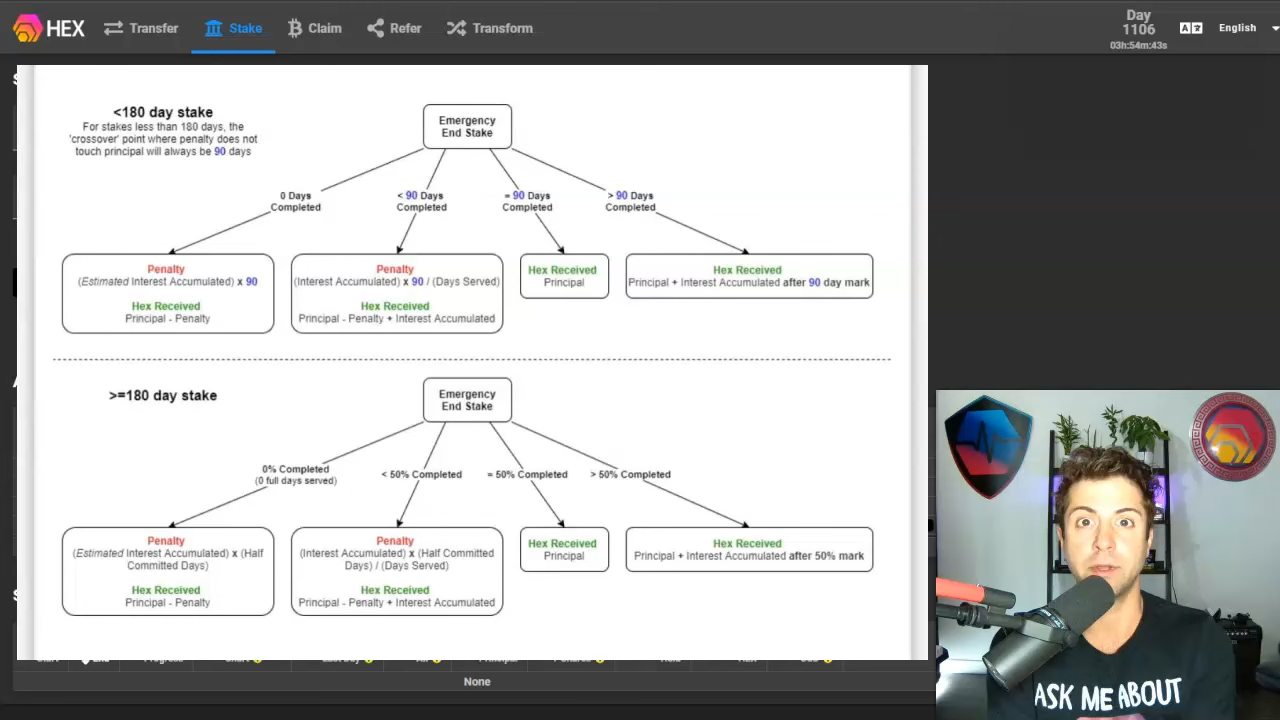 HEX
Transfer
Stake
Claim
Refer
Transform
Day
1106
03h:54m:43s
English
<180 day stake
For stakes less than 180 days, the
'crossover' point where penalty does not
touch principal will always be 90 days
Emergency
End Stake
0 Days
Completed
< 90 Days
Completed
= 90 Days
Completed
> 90 Days
Completed
Penalty
(Estimated Interest Accumulated) x 90
Hex Received
Principal - Penalty
Penalty
(Interest Accumulated) x 90 / (Days Served)
Hex Received
Principal - Penalty + Interest Accumulated
Hex Received
Principal
Hex Received
Principal + Interest Accumulated after 90 day mark
>=180 day stake
Emergency
End Stake
0% Completed
(0 full days served)
< 50% Completed
= 50% Completed
> 50% Completed
Penalty
(Estimated Interest Accumulated) x (Half
Committed Days)
Hex Received
Principal - Penalty
Penalty
(Interest Accumulated) x (Half Committed
Days) / (Days Served)
Hex Received
Principal - Penalty + Interest Accumulated
Hex Received
Principal
Hex Received
Principal + Interest Accumulated after 50% mark
None
ASK ME ABOUT